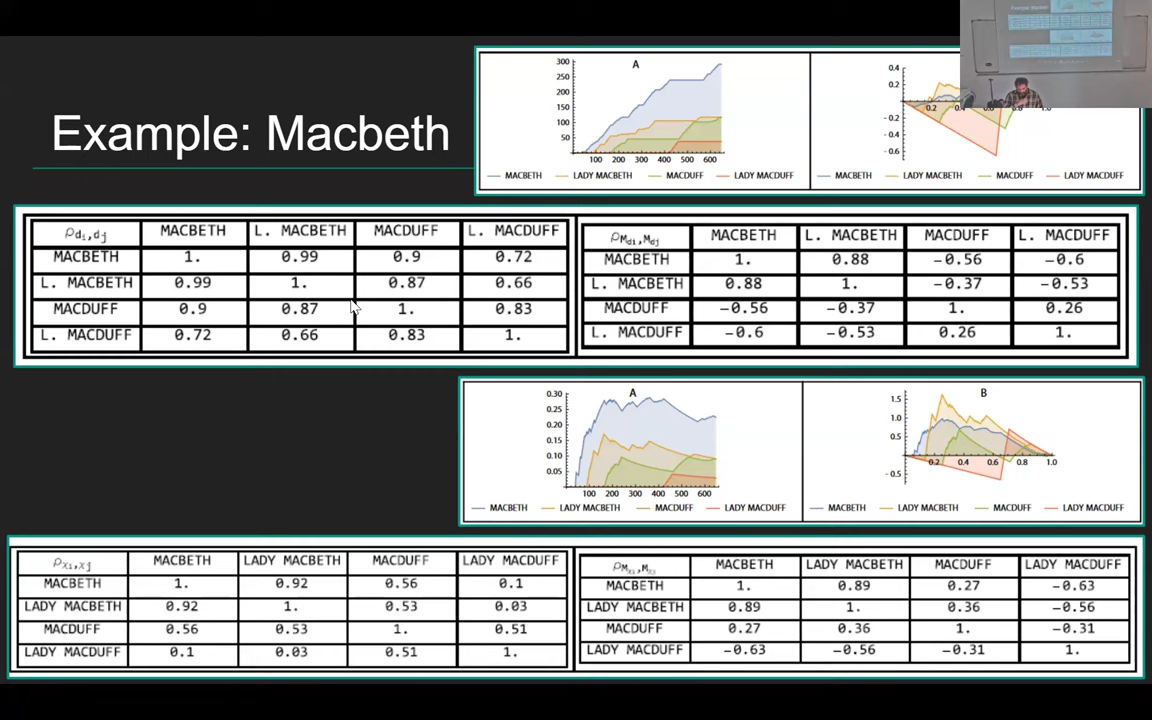 Example: Macbeth
A
300
250
200
150
100
50
100 200 300 400 500 600
MACBETH LADY MACBETH MACDUFF LADY MACDUFF
0.4
0.2
-0.2
-0.4
-0.6
0.2 0.4 0.6 1.0
MACBETH LADY MACBETH MACDUFF LADY MACDUFF
ρdi,dj MACBETH L. MACBETH MACDUFF L. MACDUFF
MACBETH 1. 0.99 0.9 0.72
L. MACBETH 0.99 1. 0.87 0.66
MACDUFF 0.9 0.87 1. 0.83
L. MACDUFF 0.72 0.66 0.83 1.
ρMdi,Mdj MACBETH L. MACBETH MACDUFF L. MACDUFF
MACBETH 1. 0.88 -0.56 -0.6
L. MACBETH 0.88 1. -0.37 -0.53
MACDUFF -0.56 -0.37 1. 0.26
L. MACDUFF -0.6 -0.53 0.26 1.
A
0.30
0.25
0.20
0.15
0.10
0.05
100 200 300 400 500 600
MACBETH LADY MACBETH MACDUFF LADY MACDUFF
B
1.5
1.0
0.5
-0.5
0.2 0.4 0.6 0.8 1.0
MACBETH LADY MACBETH MACDUFF LADY MACDUFF
ρχi,χj MACBETH LADY MACBETH MACDUFF LADY MACDUFF
MACBETH 1. 0.92 0.56 0.1
LADY MACBETH 0.92 1. 0.53 0.03
MACDUFF 0.56 0.53 1. 0.51
LADY MACDUFF 0.1 0.03 0.51 1.
ρMχi,Mχj MACBETH LADY MACBETH MACDUFF LADY MACDUFF
MACBETH 1. 0.89 0.27 -0.63
LADY MACBETH 0.89 1. 0.36 -0.56
MACDUFF 0.27 0.36 1. -0.31
LADY MACDUFF -0.63 -0.56 -0.31 1.